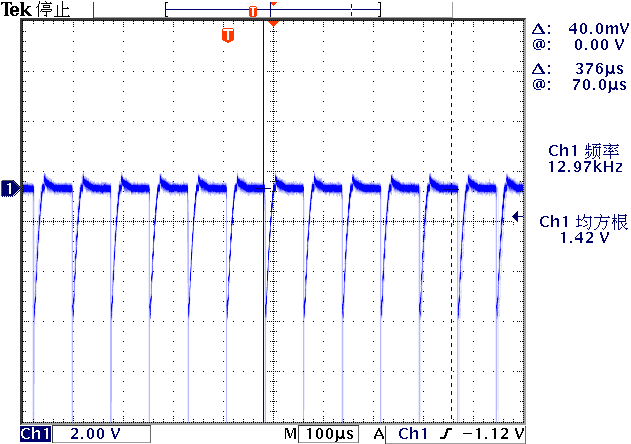 Tek 停止
T
T
Δ: 40.0mV
@: 0.00 V
Δ: 376µs
@: 70.0µs
Ch1 频率
12.97kHz
1
Ch1 均方根
1.42 V
Ch1 2.00 V M 100µs A Ch1 ƒ −1.12 V